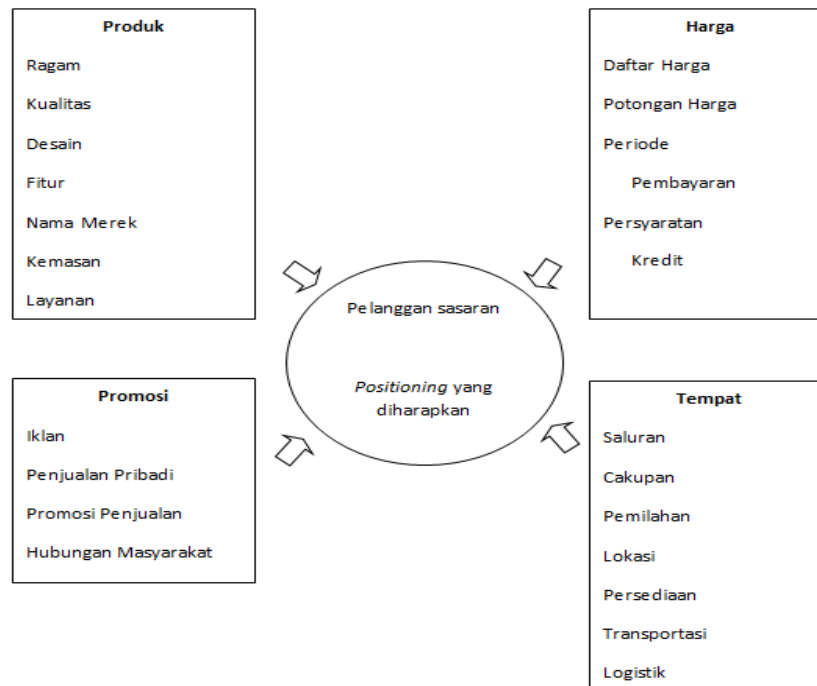 Produk
Ragam
Kualitas
Desain
Fitur
Nama Merek
Kemasan
Layanan
Harga
Daftar Harga
Potongan Harga
Periode
Pembayaran
Persyaratan
Kredit
Pelanggan sasaran
Positioning yang
diharapkan
Promosi
Iklan
Penjualan Pribadi
Promosi Penjualan
Hubungan Masyarakat
Tempat
Saluran
Cakupan
Pemilahan
Lokasi
Persediaan
Transportasi
Logistik